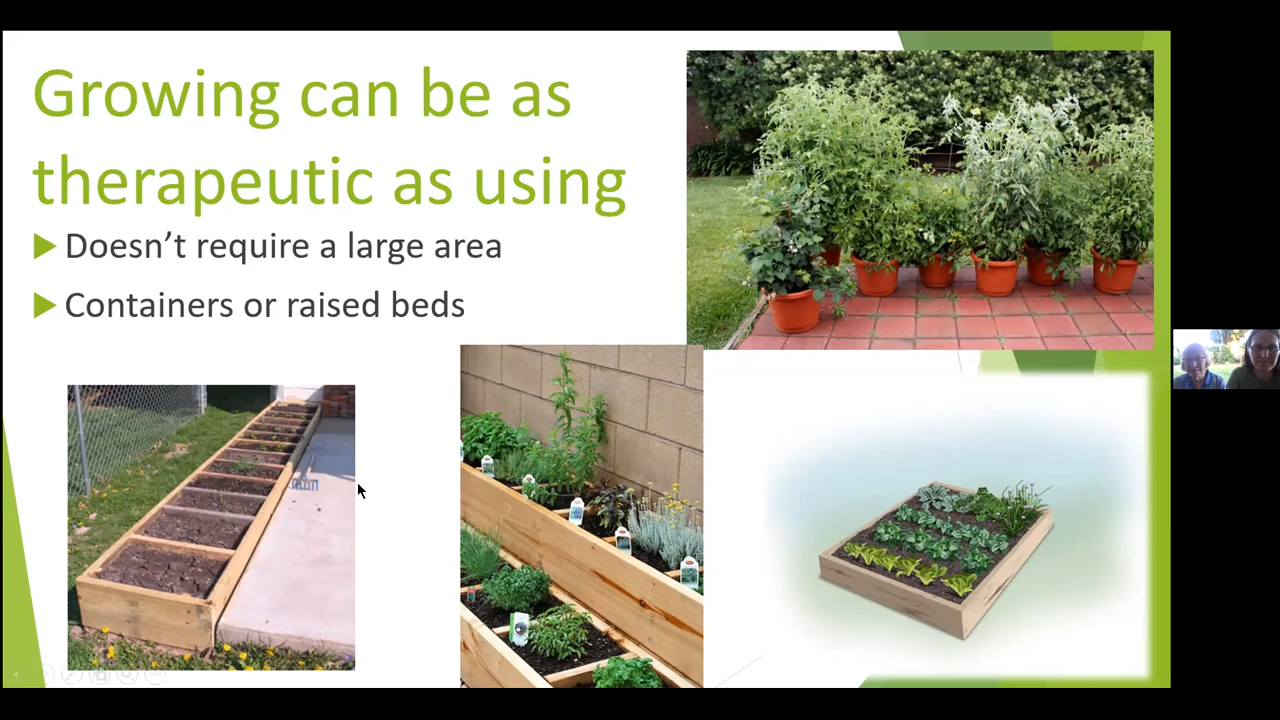 Growing can be as
therapeutic as using
Doesn’t require a large area
Containers or raised beds